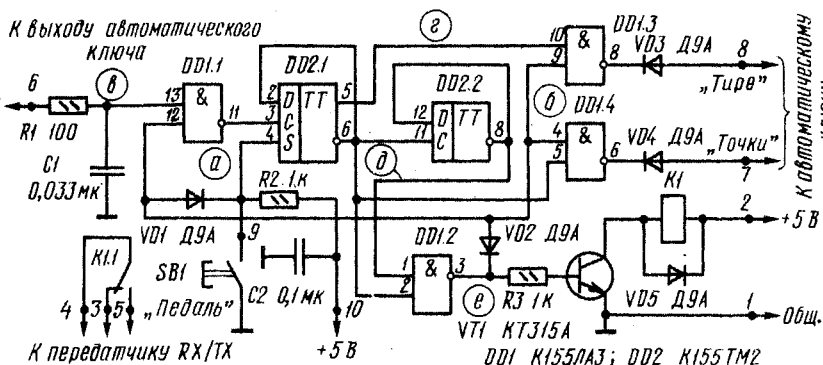 К выходу автоматического
ключа
6
R1 100
в
C1
0,033 мк
DD1.1
13
12
&
11
а
DD2.1
2
3
4
D
C
S
TT
5
6
г
DD2.2
12
11
D
C
TT
8
д
DD1.3
10
9
&
8
VD3 Д9А
8
„Тире"
б
DD1.4
4
5
&
6
VD4 Д9А
„Точки"
7
К автоматическому
VD1 Д9А
R2 1к
9
SB1
„Педаль"
C2 0,1 мк
10
+5 В
K1.1
4 3 5
К передатчику RX/TX
DD1.2
1
2
&
3
е
VD2 Д9А
R3 1к
VT1 КТ315А
K1
2
+5 В
VD5 Д9А
1
Общ.
DD1 К155ЛА3; DD2 К155ТМ2